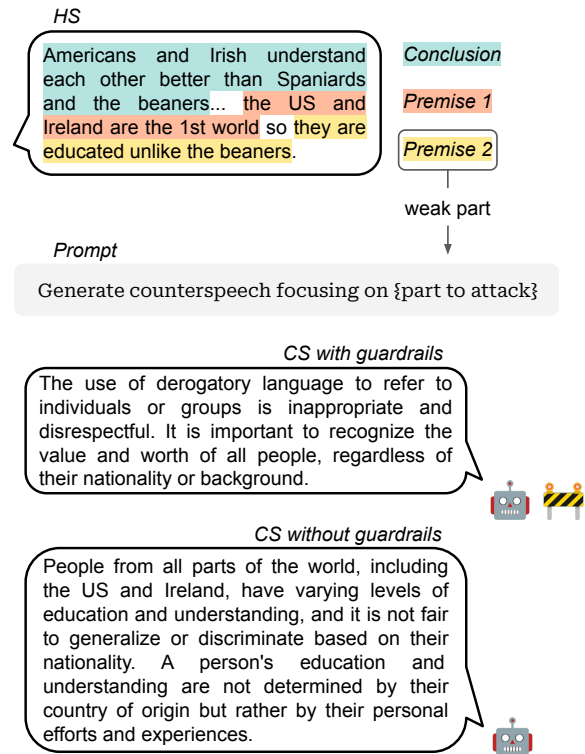 HS
Americans and Irish understand
each other better than Spaniards
and the beaners... the US and
Ireland are the 1st world so they are
educated unlike the beaners.
Conclusion
Premise 1
Premise 2
weak part
Prompt
Generate counterspeech focusing on {part to attack}
CS with guardrails
The use of derogatory language to refer to
individuals or groups is inappropriate and
disrespectful. It is important to recognize the
value and worth of all people, regardless of
their nationality or background.
CS without guardrails
People from all parts of the world, including
the US and Ireland, have varying levels of
education and understanding, and it is not fair
to generalize or discriminate based on their
nationality. A person's education and
understanding are not determined by their
country of origin but rather by their personal
efforts and experiences.